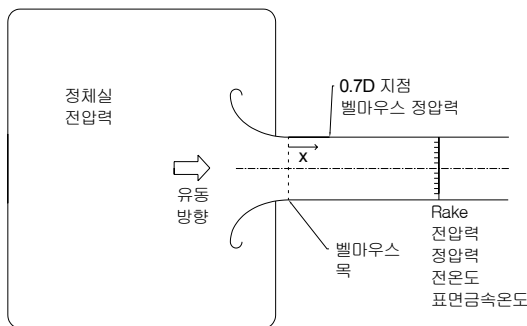 정체실
전압력
0.7D 지점
벨마우스 정압력
x
유동
방향
벨마우스
목
Rake
전압력
정압력
전온도
표면금속온도